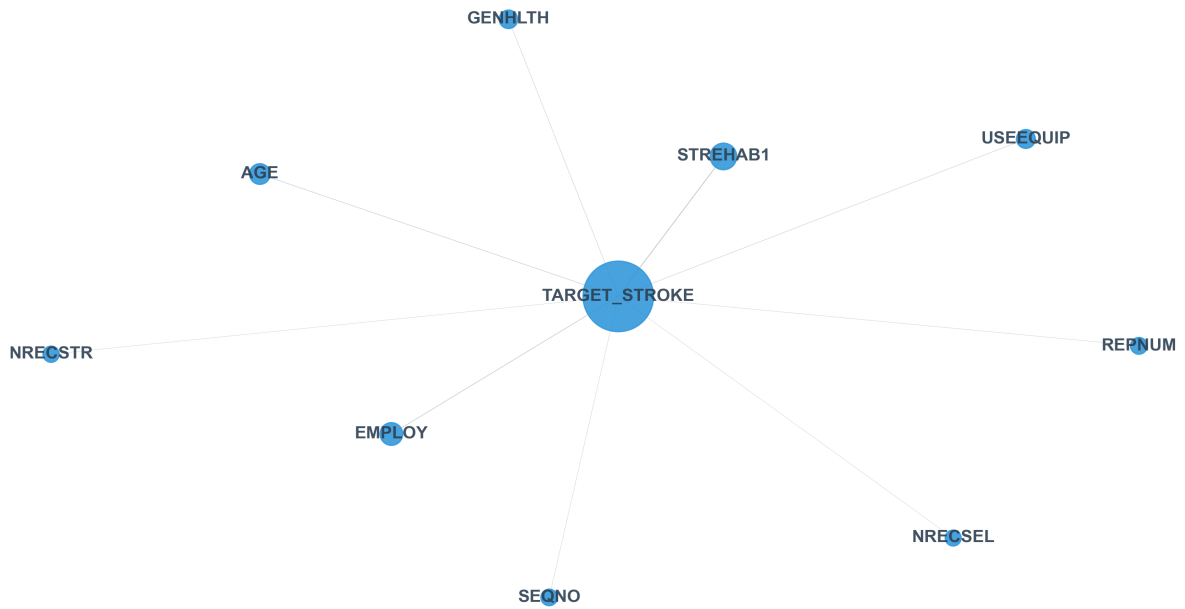 GENHLTH
USEEQUIP
STREHAB1
AGE
TARGET_STROKE
REPNUM
NRECSTR
EMPLOY
NRECSEL
SEQNO